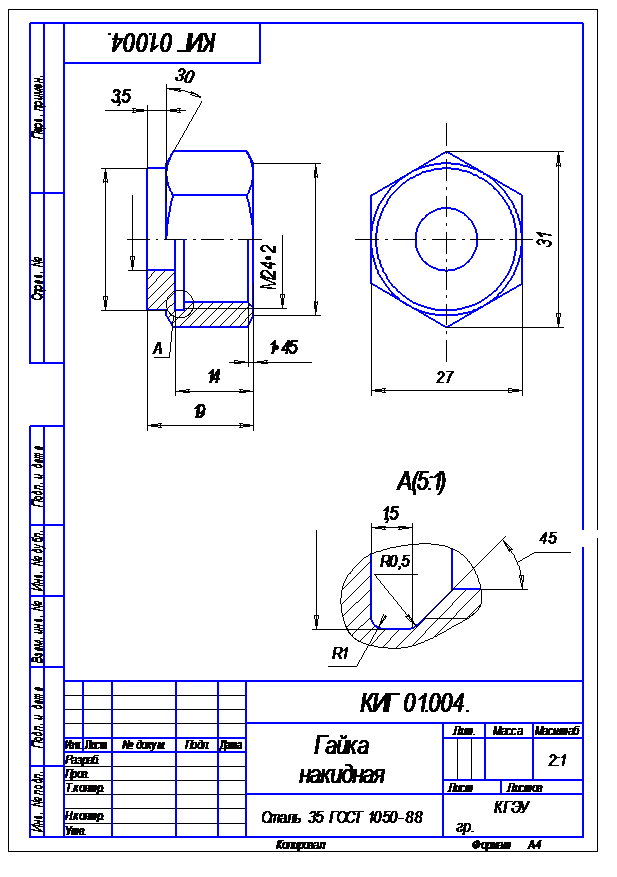 КИГ 01.004.
Перв. примен.
Справ. №
Подп. и дата
Инв. № дубл.
Взам. инв. №
Подп. и дата
Инв. № подл.
30
3,5
M24×2
A
1×45
14
19
31
27
A(5:1)
1,5
R0,5
45
R1
КИГ 01.004.
Изм. Лист № докум. Подп. Дата
Разраб.
Пров.
Т.контр.
Н.контр.
Утв.
Гайка
накидная
Лит. Масса Масштаб
2:1
Лист Листов
Сталь 35 ГОСТ 1050-88
КГЭУ
гр.
Копировал Формат А4